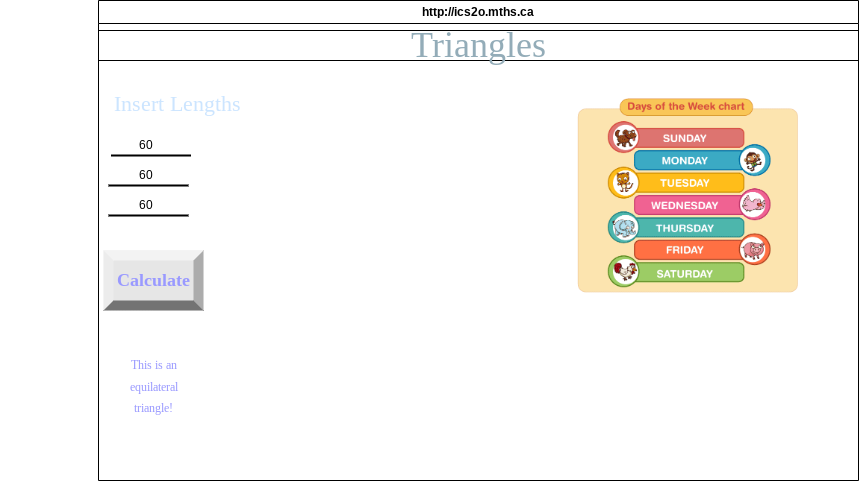 http://ics2o.mths.ca
Triangles
Insert Lengths
60
60
60
Calculate
This is an
equilateral
triangle!
Days of the Week chart
SUNDAY
MONDAY
TUESDAY
WEDNESDAY
THURSDAY
FRIDAY
SATURDAY